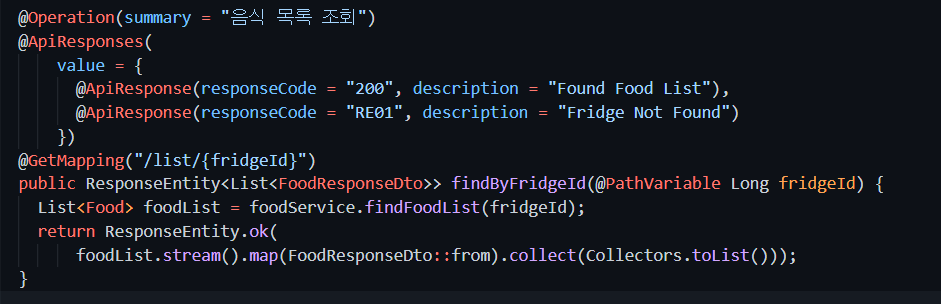 @Operation(summary = "음식 목록 조회")
@ApiResponses(
value = {
@ApiResponse(responseCode = "200", description = "Found Food List"),
@ApiResponse(responseCode = "RE01", description = "Fridge Not Found")
})
@GetMapping("/list/{fridgeId}")
public ResponseEntity<List<FoodResponseDto>> findByFridgeId(@PathVariable Long fridgeId) {
List<Food> foodList = foodService.findFoodList(fridgeId);
return ResponseEntity.ok(
foodList.stream().map(FoodResponseDto::from).collect(Collectors.toList()));
}